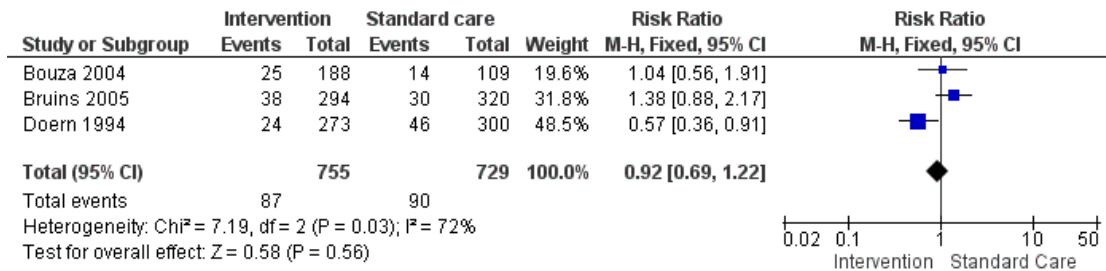 Intervention Standard care Risk Ratio Risk Ratio
Study or Subgroup Events Total Events Total Weight M-H, Fixed, 95% CI M-H, Fixed, 95% CI
Bouza 2004 25 188 14 109 19.6% 1.04 [0.56, 1.91]
Bruins 2005 38 294 30 320 31.8% 1.38 [0.88, 2.17]
Doern 1994 24 273 46 300 48.5% 0.57 [0.36, 0.91]
Total (95% CI) 755 729 100.0% 0.92 [0.69, 1.22]
Total events 87 90
Heterogeneity: Chi² = 7.19, df = 2 (P = 0.03); I² = 72%
Test for overall effect: Z = 0.58 (P = 0.56)
0.02 0.1 1 10 50
Intervention Standard Care